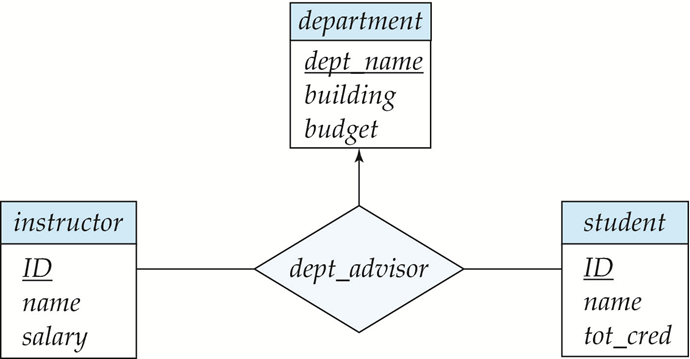 department
dept_name
building
budget
instructor
ID
name
salary
dept_advisor
student
ID
name
tot_cred